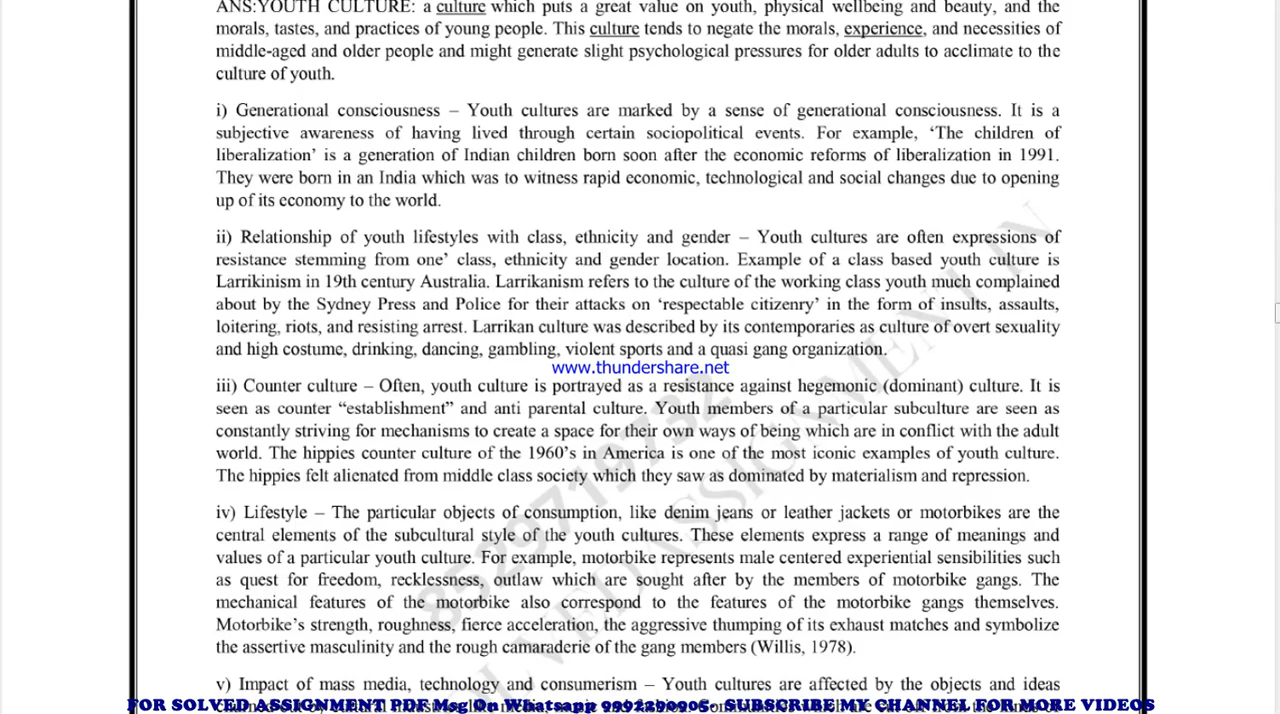 ANS:YOUTH CULTURE: a culture which puts a great value on youth, physical wellbeing and beauty, and the
morals, tastes, and practices of young people. This culture tends to negate the morals, experience, and necessities of
middle-aged and older people and might generate slight psychological pressures for older adults to acclimate to the
culture of youth.
i) Generational consciousness – Youth cultures are marked by a sense of generational consciousness. It is a
subjective awareness of having lived through certain sociopolitical events. For example, ‘The children of
liberalization’ is a generation of Indian children born soon after the economic reforms of liberalization in 1991.
They were born in an India which was to witness rapid economic, technological and social changes due to opening
up of its economy to the world.
ii) Relationship of youth lifestyles with class, ethnicity and gender – Youth cultures are often expressions of
resistance stemming from one’ class, ethnicity and gender location. Example of a class based youth culture is
Larrikinism in 19th century Australia. Larrikanism refers to the culture of the working class youth much complained
about by the Sydney Press and Police for their attacks on ‘respectable citizenry’ in the form of insults, assaults,
loitering, riots, and resisting arrest. Larrikan culture was described by its contemporaries as culture of overt sexuality
and high costume, drinking, dancing, gambling, violent sports and a quasi gang organization.
www.thundershare.net
iii) Counter culture – Often, youth culture is portrayed as a resistance against hegemonic (dominant) culture. It is
seen as counter “establishment” and anti parental culture. Youth members of a particular subculture are seen as
constantly striving for mechanisms to create a space for their own ways of being which are in conflict with the adult
world. The hippies counter culture of the 1960’s in America is one of the most iconic examples of youth culture.
The hippies felt alienated from middle class society which they saw as dominated by materialism and repression.
iv) Lifestyle – The particular objects of consumption, like denim jeans or leather jackets or motorbikes are the
central elements of the subcultural style of the youth cultures. These elements express a range of meanings and
values of a particular youth culture. For example, motorbike represents male centered experiential sensibilities such
as quest for freedom, recklessness, outlaw which are sought after by the members of motorbike gangs. The
mechanical features of the motorbike also correspond to the features of the motorbike gangs themselves.
Motorbike’s strength, roughness, fierce acceleration, the aggressive thumping of its exhaust matches and symbolize
the assertive masculinity and the rough camaraderie of the gang members (Willis, 1978).
v) Impact of mass media, technology and consumerism – Youth cultures are affected by the objects and ideas
FOR SOLVED ASSIGNMENT PDF Msg On Whatsapp 9992290905- SUBSCRIBE MY CHANNEL FOR MORE VIDEOS
8529719732
SOLVED ASSIGNMENT IN